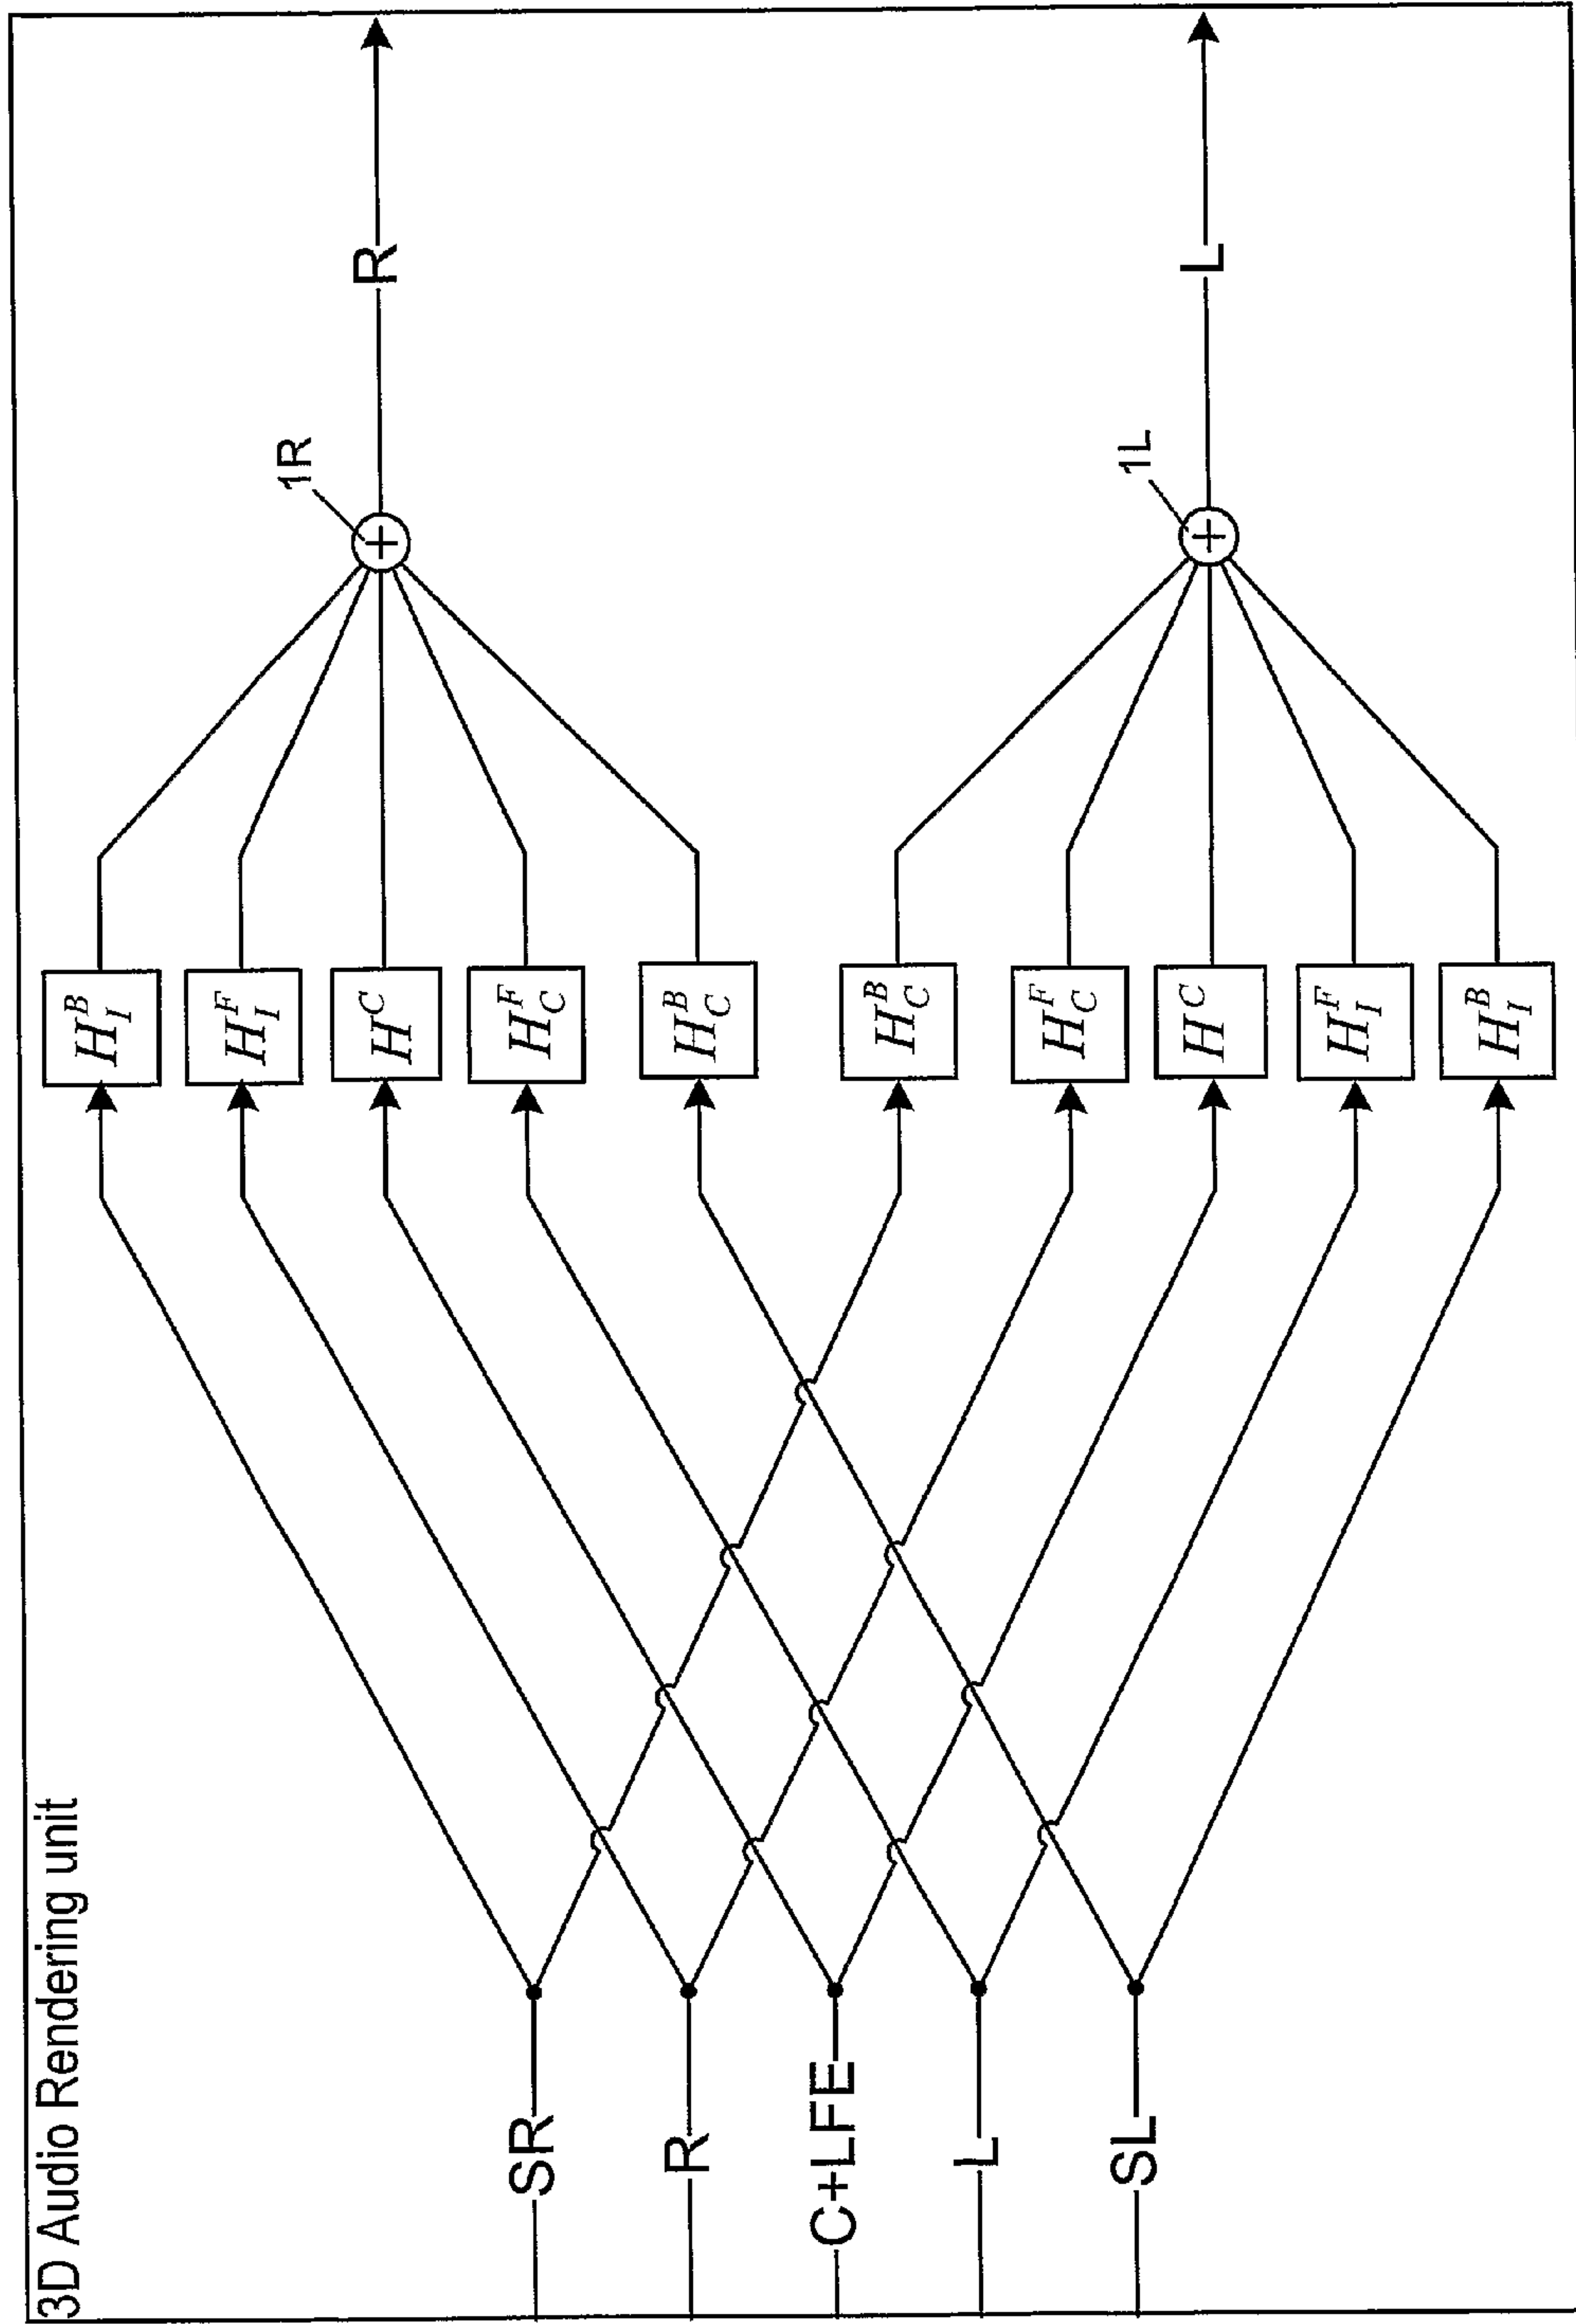 3D Audio Rendering unit
SR
R
C+LFE
L
SL
H_I^B
H_I^F
H^C
H_C^F
H_C^B
H_C^B
H_C^F
H^C
H_I^F
H_I^B
1R
+
1L
+
R
L